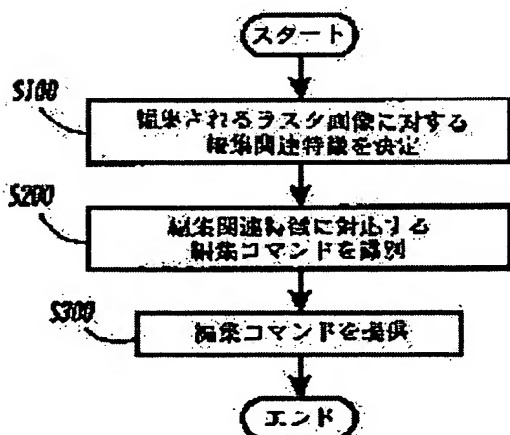 スタート
S100
編集されるラスタ画像に対する
編集関連特徴を決定
S200
編集関連特徴に対応する
編集コマンドを識別
S300
編集コマンドを提供
エンド